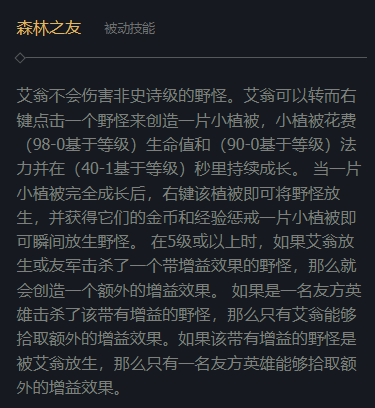 森林之友 被动技能
艾翁不会伤害非史诗级的野怪。艾翁可以转而右
键点击一个野怪来创造一片小植被，小植被花费
（98-0基于等级）生命值和（90-0基于等级）法
力并在（40-1基于等级）秒里持续成长。 当一片
小植被完全成长后，右键该植被即可将野怪放
生，并获得它们的金币和经验惩戒一片小植被即
可瞬间放生野怪。 在5级或以上时，如果艾翁放
生或友军击杀了一个带增益效果的野怪，那么就
会创造一个额外的增益效果。 如果是一名友方英
雄击杀了该带有增益的野怪，那么只有艾翁能够
拾取额外的增益效果。如果该带有增益的野怪是
被艾翁放生，那么只有一名友方英雄能够拾取额
外的增益效果。